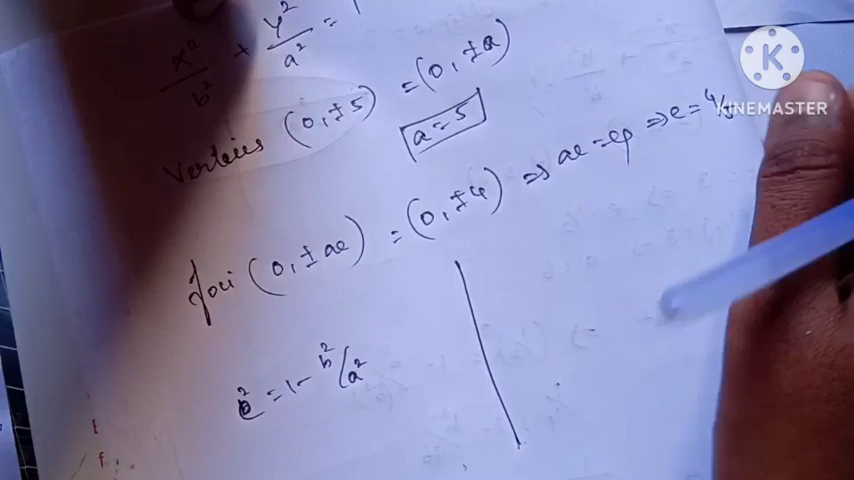 x²/b² + y²/a² = 1
Vertices (0, ±5) = (0, ±a)
a = 5
foci (0, ±ae) = (0, ±4) ⇒ ae = 4 ⇒ e = 4/5
e² = 1 - b²/a²
K
KINEMASTER